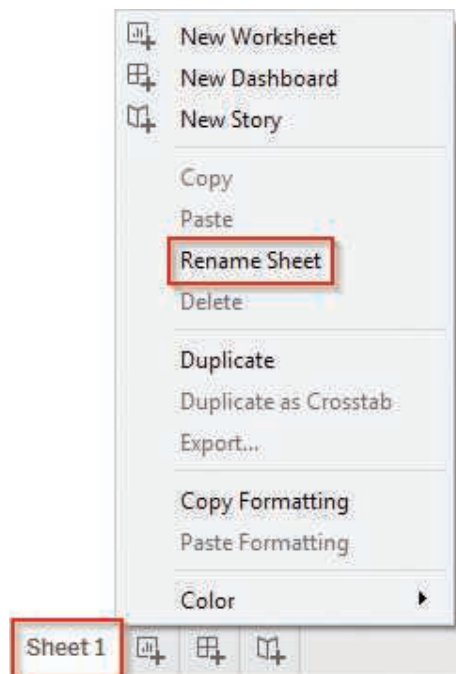 New Worksheet
New Dashboard
New Story
Copy
Paste
Rename Sheet
Delete
Duplicate
Duplicate as Crosstab
Export...
Copy Formatting
Paste Formatting
Color
Sheet 1